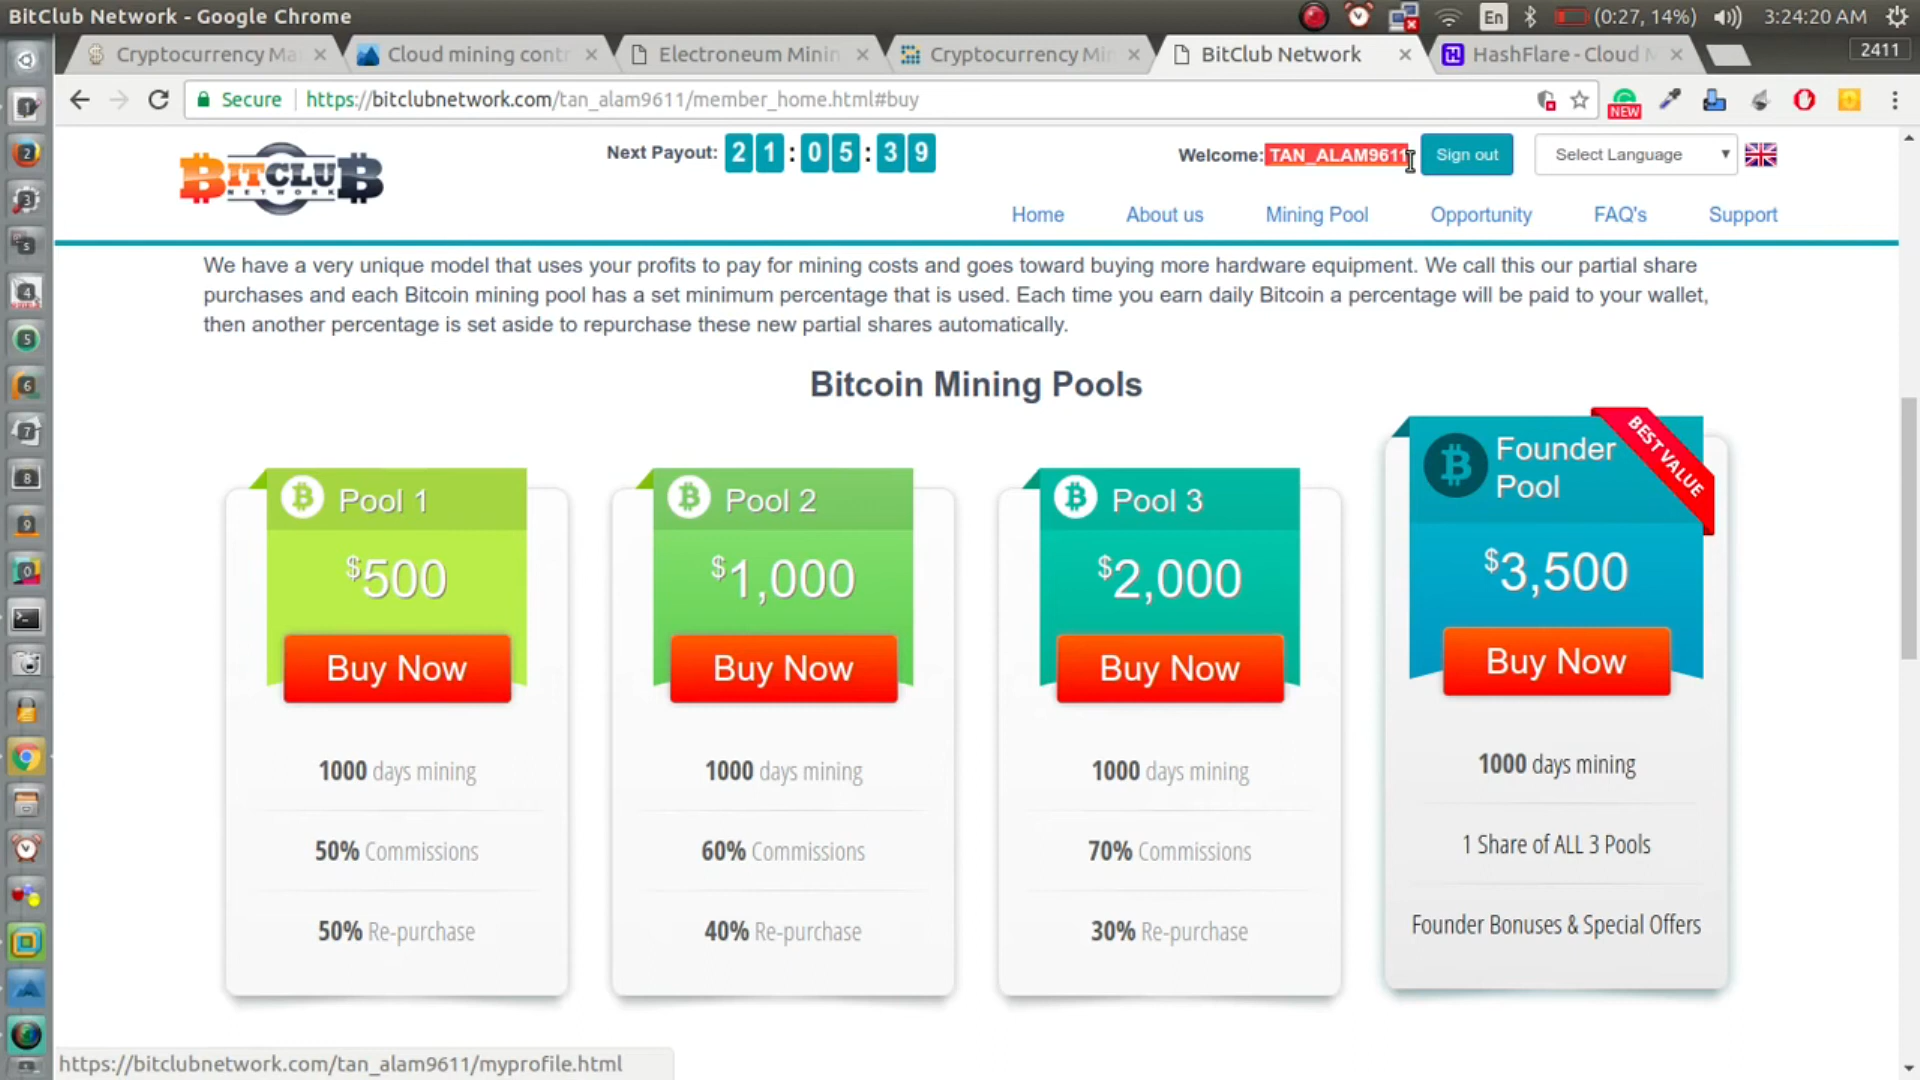 BitClub Network - Google Chrome
En
(0:27, 14%)
3:24:20 AM
Cryptocurrency Ma
Cloud mining contr
Electroneum Minin
Cryptocurrency Min
BitClub Network
HashFlare - Cloud M
2411
Secure
https://bitclubnetwork.com/tan_alam9611/member_home.html#buy
NEW
BITCLUB
NETWORK
Next Payout: 21:05:39
Welcome: TAN_ALAM9611
Sign out
Select Language
Home
About us
Mining Pool
Opportunity
FAQ's
Support
We have a very unique model that uses your profits to pay for mining costs and goes toward buying more hardware equipment. We call this our partial share
purchases and each Bitcoin mining pool has a set minimum percentage that is used. Each time you earn daily Bitcoin a percentage will be paid to your wallet,
then another percentage is set aside to repurchase these new partial shares automatically.
Bitcoin Mining Pools
Pool 1
$500
Buy Now
1000 days mining
50% Commissions
50% Re-purchase
Pool 2
$1,000
Buy Now
1000 days mining
60% Commissions
40% Re-purchase
Pool 3
$2,000
Buy Now
1000 days mining
70% Commissions
30% Re-purchase
Founder
Pool
BEST VALUE
$3,500
Buy Now
1000 days mining
1 Share of ALL 3 Pools
Founder Bonuses & Special Offers
https://bitclubnetwork.com/tan_alam9611/myprofile.html